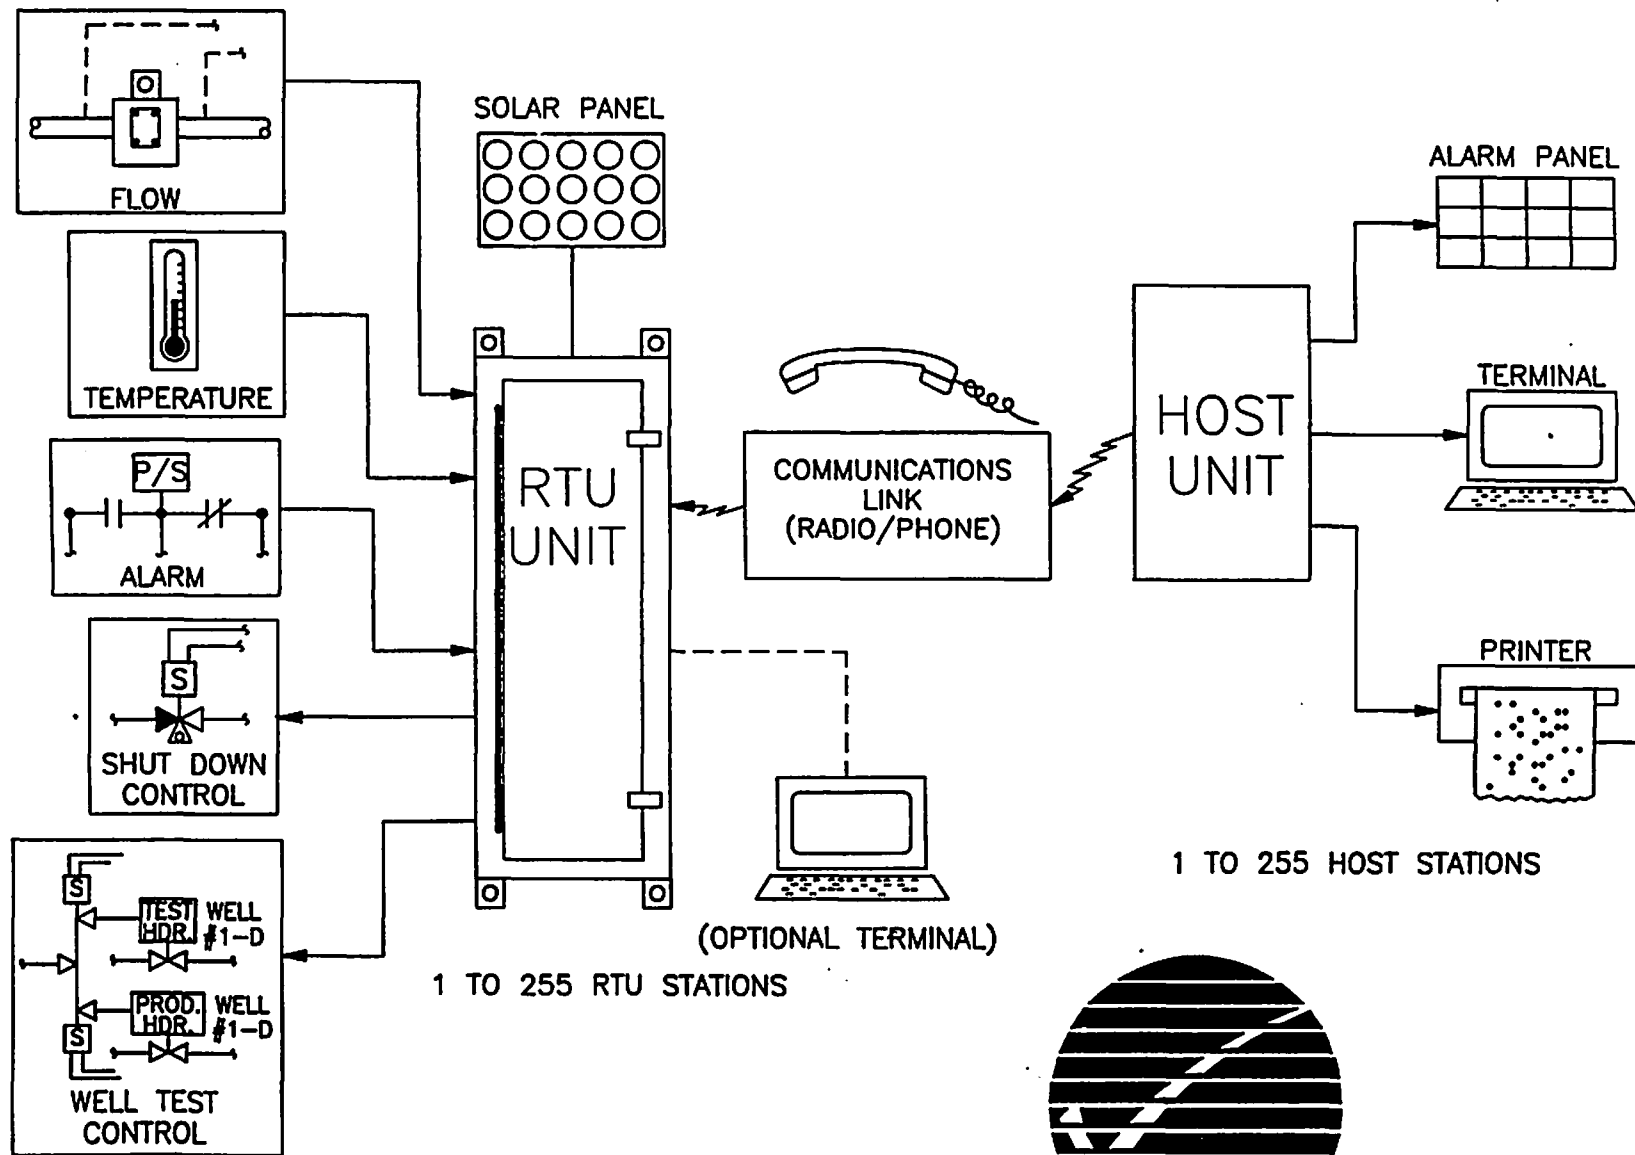 FLOW
TEMPERATURE
P/S
ALARM
S
SHUT DOWN
CONTROL
S
TEST WELL
HDR. #1-D
PROD. WELL
HDR. #1-D
S
WELL TEST
CONTROL
SOLAR PANEL
RTU
UNIT
1 TO 255 RTU STATIONS
COMMUNICATIONS
LINK
(RADIO/PHONE)
(OPTIONAL TERMINAL)
HOST
UNIT
ALARM PANEL
TERMINAL
PRINTER
1 TO 255 HOST STATIONS